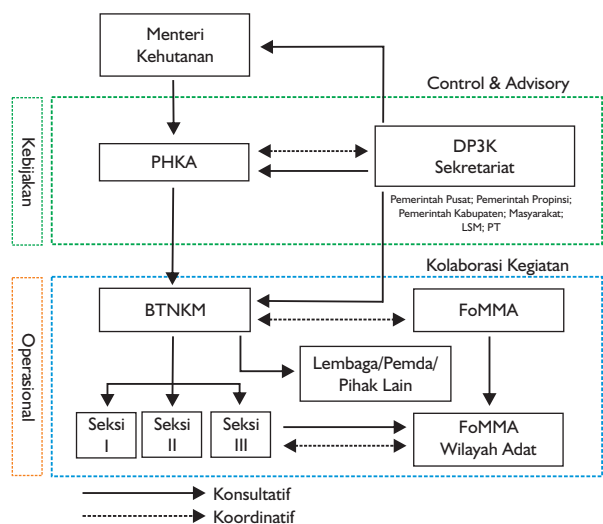 Menteri
Kehutanan
Control & Advisory
Kebijakan
PHKA
DP3K
Sekretariat
Pemerintah Pusat; Pemerintah Propinsi;
Pemerintah Kabupaten; Masyarakat;
LSM; PT
Kolaborasi Kegiatan
Operasional
BTNKM
FoMMA
Lembaga/Pemda/
Pihak Lain
Seksi
I
Seksi
II
Seksi
III
FoMMA
Wilayah Adat
Konsultatif
Koordinatif